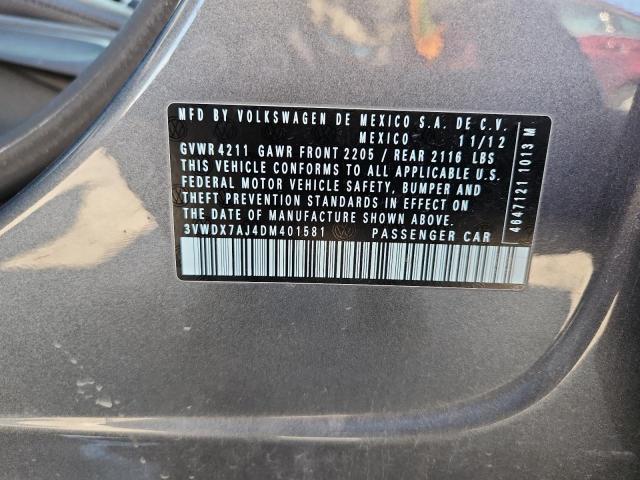 MFD BY VOLKSWAGEN DE MEXICO S.A. DE C.V.
MEXICO 11/12
GVWR 4211 GAWR FRONT 2205 / REAR 2116 LBS
THIS VEHICLE CONFORMS TO ALL APPLICABLE U.S.
FEDERAL MOTOR VEHICLE SAFETY, BUMPER AND
THEFT PREVENTION STANDARDS IN EFFECT ON
THE DATE OF MANUFACTURE SHOWN ABOVE.
3VWDX7AJ4DM401581 PASSENGER CAR
4647121 1013 M